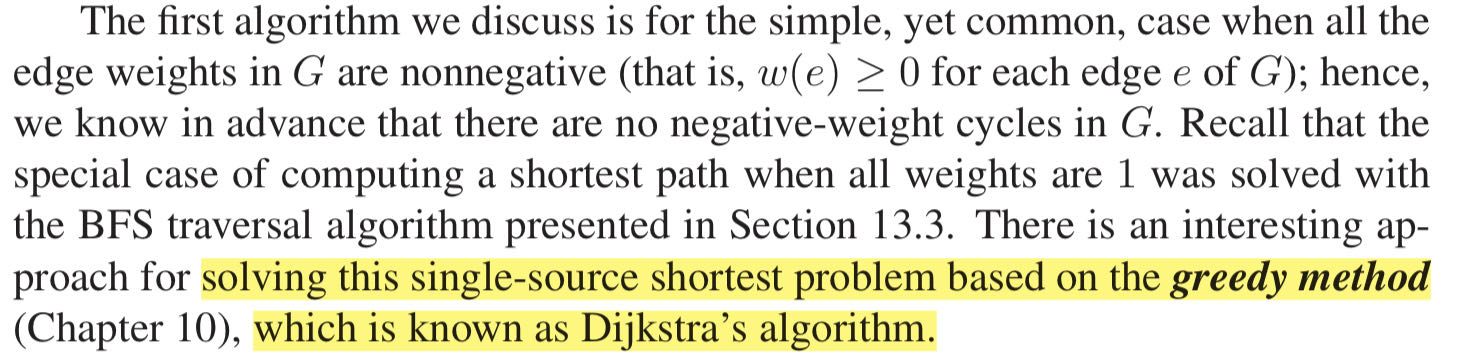 The first algorithm we discuss is for the simple, yet common, case when all the
edge weights in G are nonnegative (that is, w(e) ≥ 0 for each edge e of G); hence,
we know in advance that there are no negative-weight cycles in G. Recall that the
special case of computing a shortest path when all weights are 1 was solved with
the BFS traversal algorithm presented in Section 13.3. There is an interesting ap-
proach for solving this single-source shortest problem based on the greedy method
(Chapter 10), which is known as Dijkstra’s algorithm.